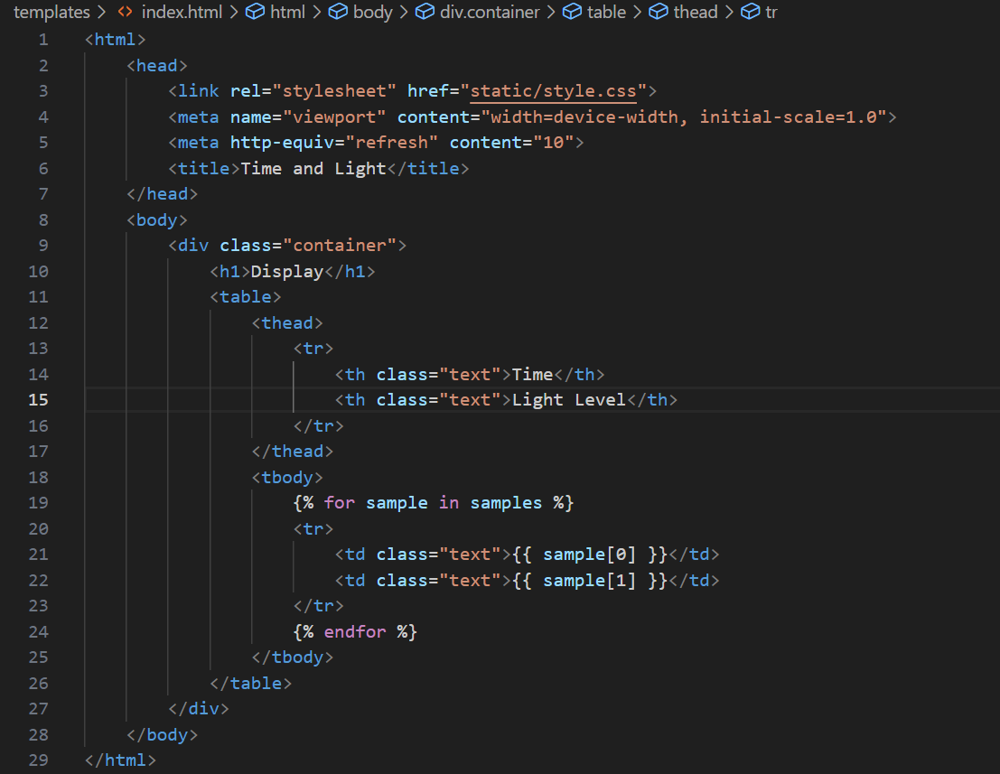 templates > <> index.html > html > body > div.container > table > thead > tr
1 <html>
2 <head>
3 <link rel="stylesheet" href="static/style.css">
4 <meta name="viewport" content="width=device-width, initial-scale=1.0">
5 <meta http-equiv="refresh" content="10">
6 <title>Time and Light</title>
7 </head>
8 <body>
9 <div class="container">
10 <h1>Display</h1>
11 <table>
12 <thead>
13 <tr>
14 <th class="text">Time</th>
15 <th class="text">Light Level</th>
16 </tr>
17 </thead>
18 <tbody>
19 {% for sample in samples %}
20 <tr>
21 <td class="text">{{ sample[0] }}</td>
22 <td class="text">{{ sample[1] }}</td>
23 </tr>
24 {% endfor %}
25 </tbody>
26 </table>
27 </div>
28 </body>
29 </html>